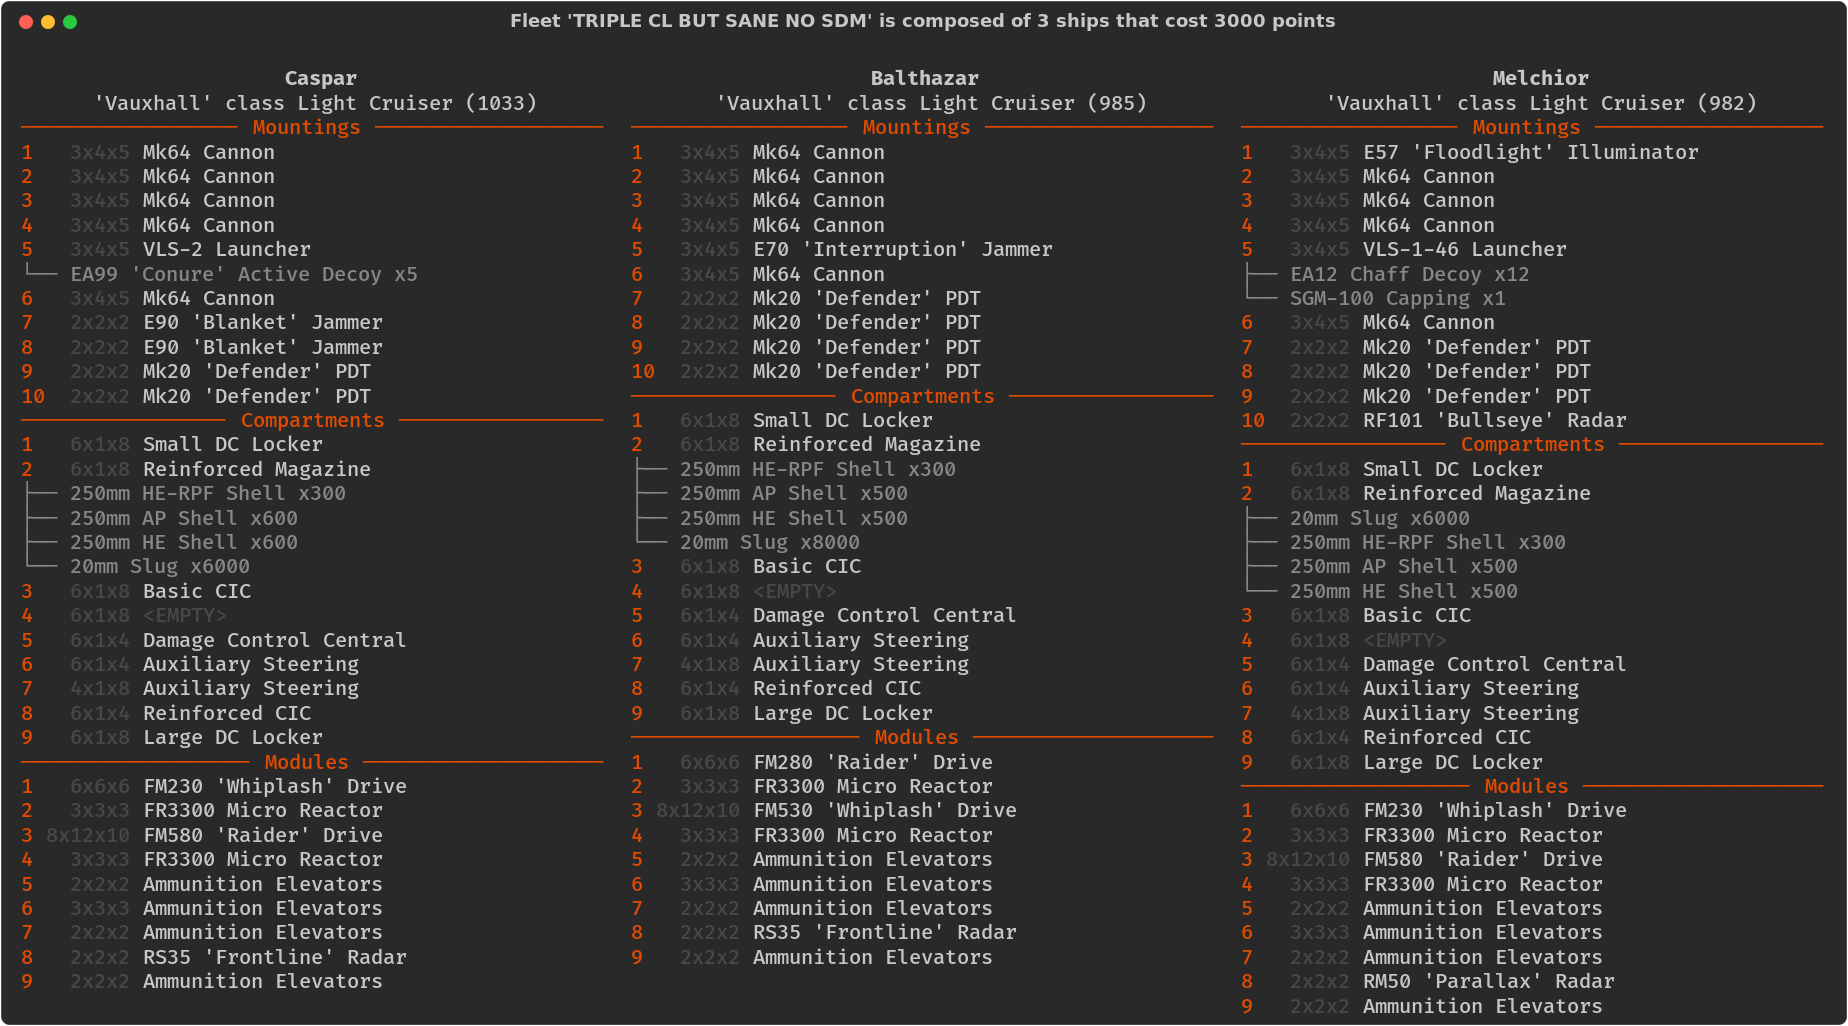 Fleet 'TRIPLE CL BUT SANE NO SDM' is composed of 3 ships that cost 3000 points
Caspar
'Vauxhall' class Light Cruiser (1033)
Mountings
1 3x4x5 Mk64 Cannon
2 3x4x5 Mk64 Cannon
3 3x4x5 Mk64 Cannon
4 3x4x5 Mk64 Cannon
5 3x4x5 VLS-2 Launcher
EA99 'Conure' Active Decoy x5
6 3x4x5 Mk64 Cannon
7 2x2x2 E90 'Blanket' Jammer
8 2x2x2 E90 'Blanket' Jammer
9 2x2x2 Mk20 'Defender' PDT
10 2x2x2 Mk20 'Defender' PDT
Compartments
1 6x1x8 Small DC Locker
2 6x1x8 Reinforced Magazine
250mm HE-RPF Shell x300
250mm AP Shell x600
250mm HE Shell x600
20mm Slug x6000
3 6x1x8 Basic CIC
4 6x1x8 <EMPTY>
5 6x1x4 Damage Control Central
6 6x1x4 Auxiliary Steering
7 4x1x8 Auxiliary Steering
8 6x1x4 Reinforced CIC
9 6x1x8 Large DC Locker
Modules
1 6x6x6 FM230 'Whiplash' Drive
2 3x3x3 FR3300 Micro Reactor
3 8x12x10 FM580 'Raider' Drive
4 3x3x3 FR3300 Micro Reactor
5 2x2x2 Ammunition Elevators
6 3x3x3 Ammunition Elevators
7 2x2x2 Ammunition Elevators
8 2x2x2 RS35 'Frontline' Radar
9 2x2x2 Ammunition Elevators
Balthazar
'Vauxhall' class Light Cruiser (985)
Mountings
1 3x4x5 Mk64 Cannon
2 3x4x5 Mk64 Cannon
3 3x4x5 Mk64 Cannon
4 3x4x5 Mk64 Cannon
5 3x4x5 E70 'Interruption' Jammer
6 3x4x5 Mk64 Cannon
7 2x2x2 Mk20 'Defender' PDT
8 2x2x2 Mk20 'Defender' PDT
9 2x2x2 Mk20 'Defender' PDT
10 2x2x2 Mk20 'Defender' PDT
Compartments
1 6x1x8 Small DC Locker
2 6x1x8 Reinforced Magazine
250mm HE-RPF Shell x300
250mm AP Shell x500
250mm HE Shell x500
20mm Slug x8000
3 6x1x8 Basic CIC
4 6x1x8 <EMPTY>
5 6x1x4 Damage Control Central
6 6x1x4 Auxiliary Steering
7 4x1x8 Auxiliary Steering
8 6x1x4 Reinforced CIC
9 6x1x8 Large DC Locker
Modules
1 6x6x6 FM280 'Raider' Drive
2 3x3x3 FR3300 Micro Reactor
3 8x12x10 FM530 'Whiplash' Drive
4 3x3x3 FR3300 Micro Reactor
5 2x2x2 Ammunition Elevators
6 3x3x3 Ammunition Elevators
7 2x2x2 Ammunition Elevators
8 2x2x2 RS35 'Frontline' Radar
9 2x2x2 Ammunition Elevators
Melchior
'Vauxhall' class Light Cruiser (982)
Mountings
1 3x4x5 E57 'Floodlight' Illuminator
2 3x4x5 Mk64 Cannon
3 3x4x5 Mk64 Cannon
4 3x4x5 Mk64 Cannon
5 3x4x5 VLS-1-46 Launcher
EA12 Chaff Decoy x12
SGM-100 Capping x1
6 3x4x5 Mk64 Cannon
7 2x2x2 Mk20 'Defender' PDT
8 2x2x2 Mk20 'Defender' PDT
9 2x2x2 Mk20 'Defender' PDT
10 2x2x2 RF101 'Bullseye' Radar
Compartments
1 6x1x8 Small DC Locker
2 6x1x8 Reinforced Magazine
20mm Slug x6000
250mm HE-RPF Shell x300
250mm AP Shell x500
250mm HE Shell x500
3 6x1x8 Basic CIC
4 6x1x8 <EMPTY>
5 6x1x4 Damage Control Central
6 6x1x4 Auxiliary Steering
7 4x1x8 Auxiliary Steering
8 6x1x4 Reinforced CIC
9 6x1x8 Large DC Locker
Modules
1 6x6x6 FM230 'Whiplash' Drive
2 3x3x3 FR3300 Micro Reactor
3 8x12x10 FM580 'Raider' Drive
4 3x3x3 FR3300 Micro Reactor
5 2x2x2 Ammunition Elevators
6 3x3x3 Ammunition Elevators
7 2x2x2 Ammunition Elevators
8 2x2x2 RM50 'Parallax' Radar
9 2x2x2 Ammunition Elevators